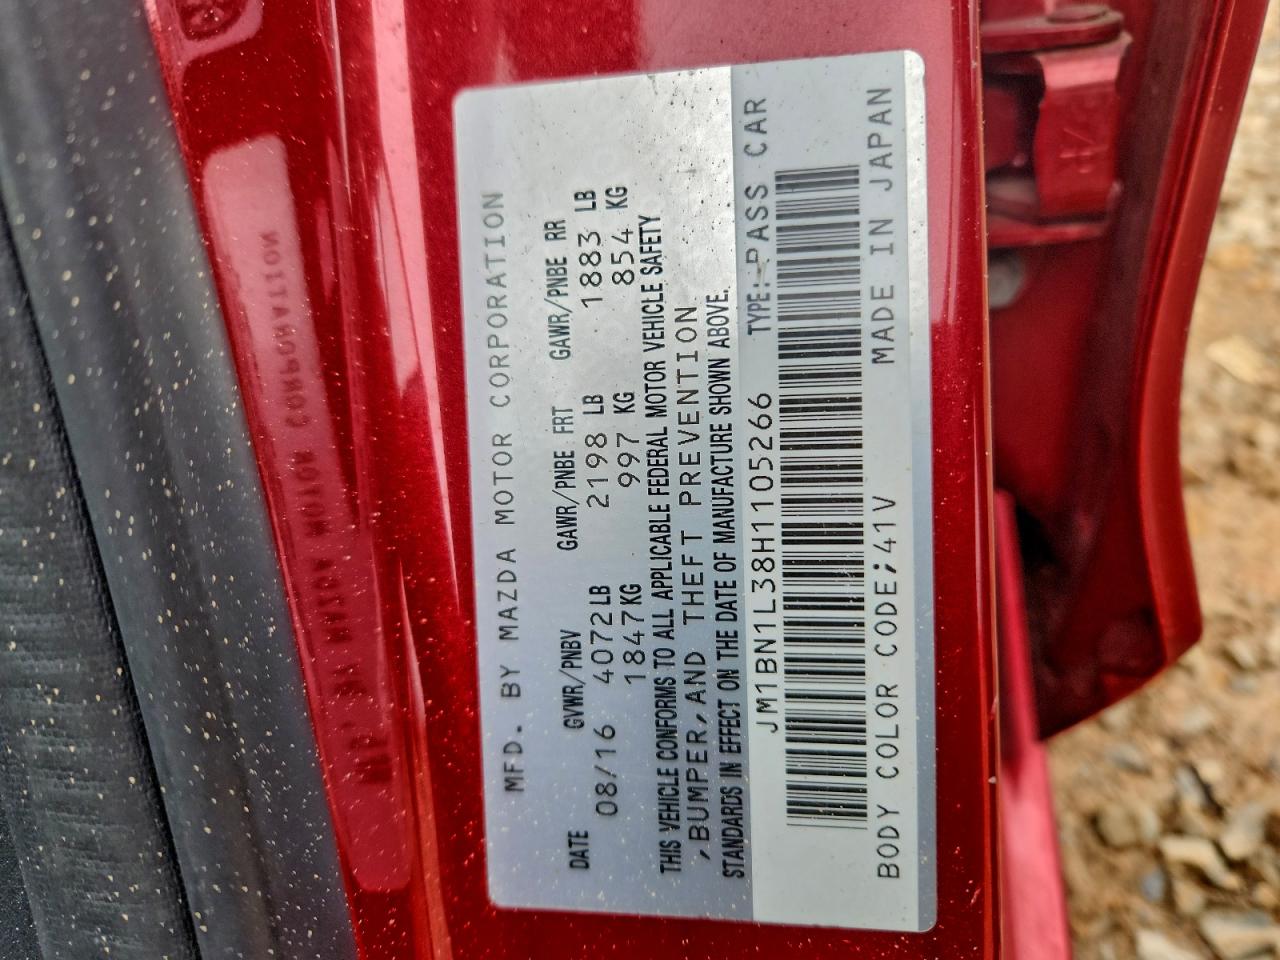 MFD. BY MAZDA MOTOR CORPORATION
DATE GVWR/PNBV GAWR/PNBE FRT GAWR/PNBE RR
08/16 4072LB 2198 LB 1883 LB
1847KG 997 KG 854 KG
THIS VEHICLE CONFORMS TO ALL APPLICABLE FEDERAL MOTOR VEHICLE SAFETY
,BUMPER,AND THEFT PREVENTION
STANDARDS IN EFFECT ON THE DATE OF MANUFACTURE SHOWN ABOVE.
JM1BN1L38H1105266 TYPE:PASS CAR
BODY COLOR CODE;41V MADE IN JAPAN